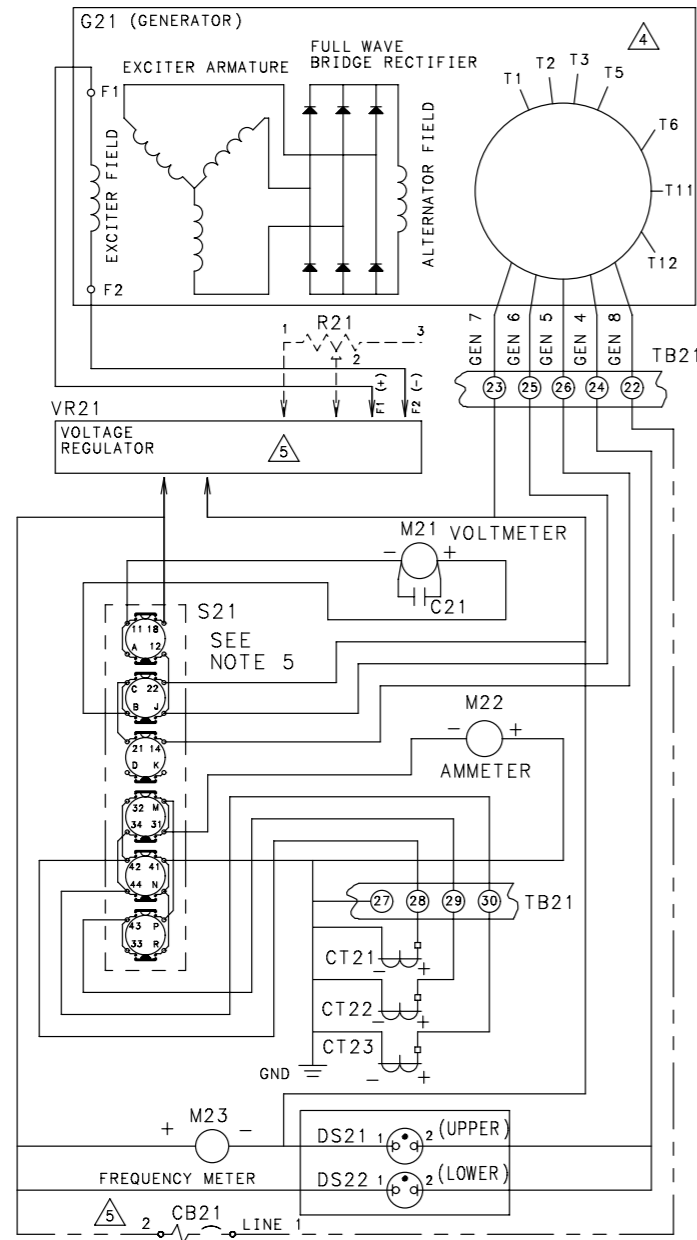 G21 (GENERATOR)
4
EXCITER ARMATURE
FULL WAVE
BRIDGE RECTIFIER
F1
EXCITER FIELD
F2
ALTERNATOR FIELD
T1
T2
T3
T5
T6
T11
T12
GEN 7
GEN 6
GEN 5
GEN 4
GEN 8
TB21
23
25
26
24
22
1
R21
3
2
F1 (+)
F2 (-)
VR21
VOLTAGE
REGULATOR
5
M21
VOLTMETER
-
+
C21
S21
SEE
NOTE 5
11 18
A 12
C 22
B J
21 14
D K
32 M
34 31
42 41
44 N
43 P
33 R
M22
-
+
AMMETER
27
28
29
30
TB21
CT21
-
+
CT22
-
+
CT23
-
+
GND
+
M23
-
FREQUENCY METER
DS21 1 2 (UPPER)
DS22 1 2 (LOWER)
5
2 CB21 LINE 1